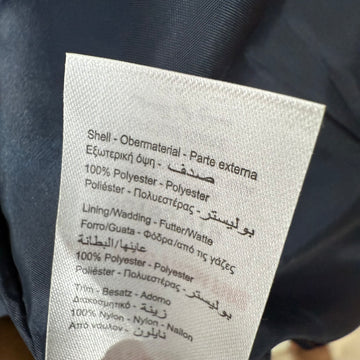 Shell - Obermaterial - Parte externa
Εξωτερική όψη - صدف
100% Polyester - Polyester
Poliéster - Πολυεστέρας - بوليستر
Lining/Wadding - Futter/Watte
Forro/Guata - Φόδρα/από τις γάζες
عاينها/البطانة
100% Polyester - Polyester
Poliéster - Πολυεστέρας - بوليستر
Trim - Besatz - Adorno
Διακοσμητικό - زينة
100% Nylon - Nylon - Nailon
Από νάυλον - نايلون